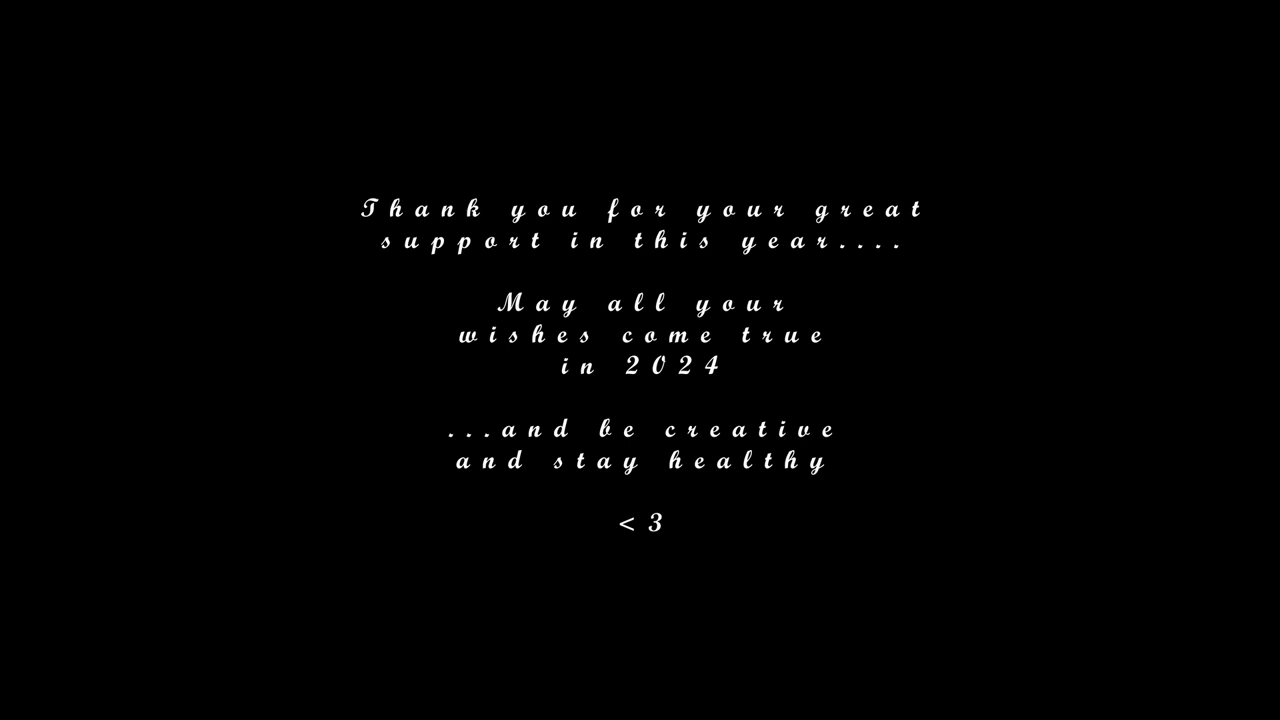 Thank you for your great
support in this year....
May all your
wishes come true
in 2024
...and be creative
and stay healthy
<3